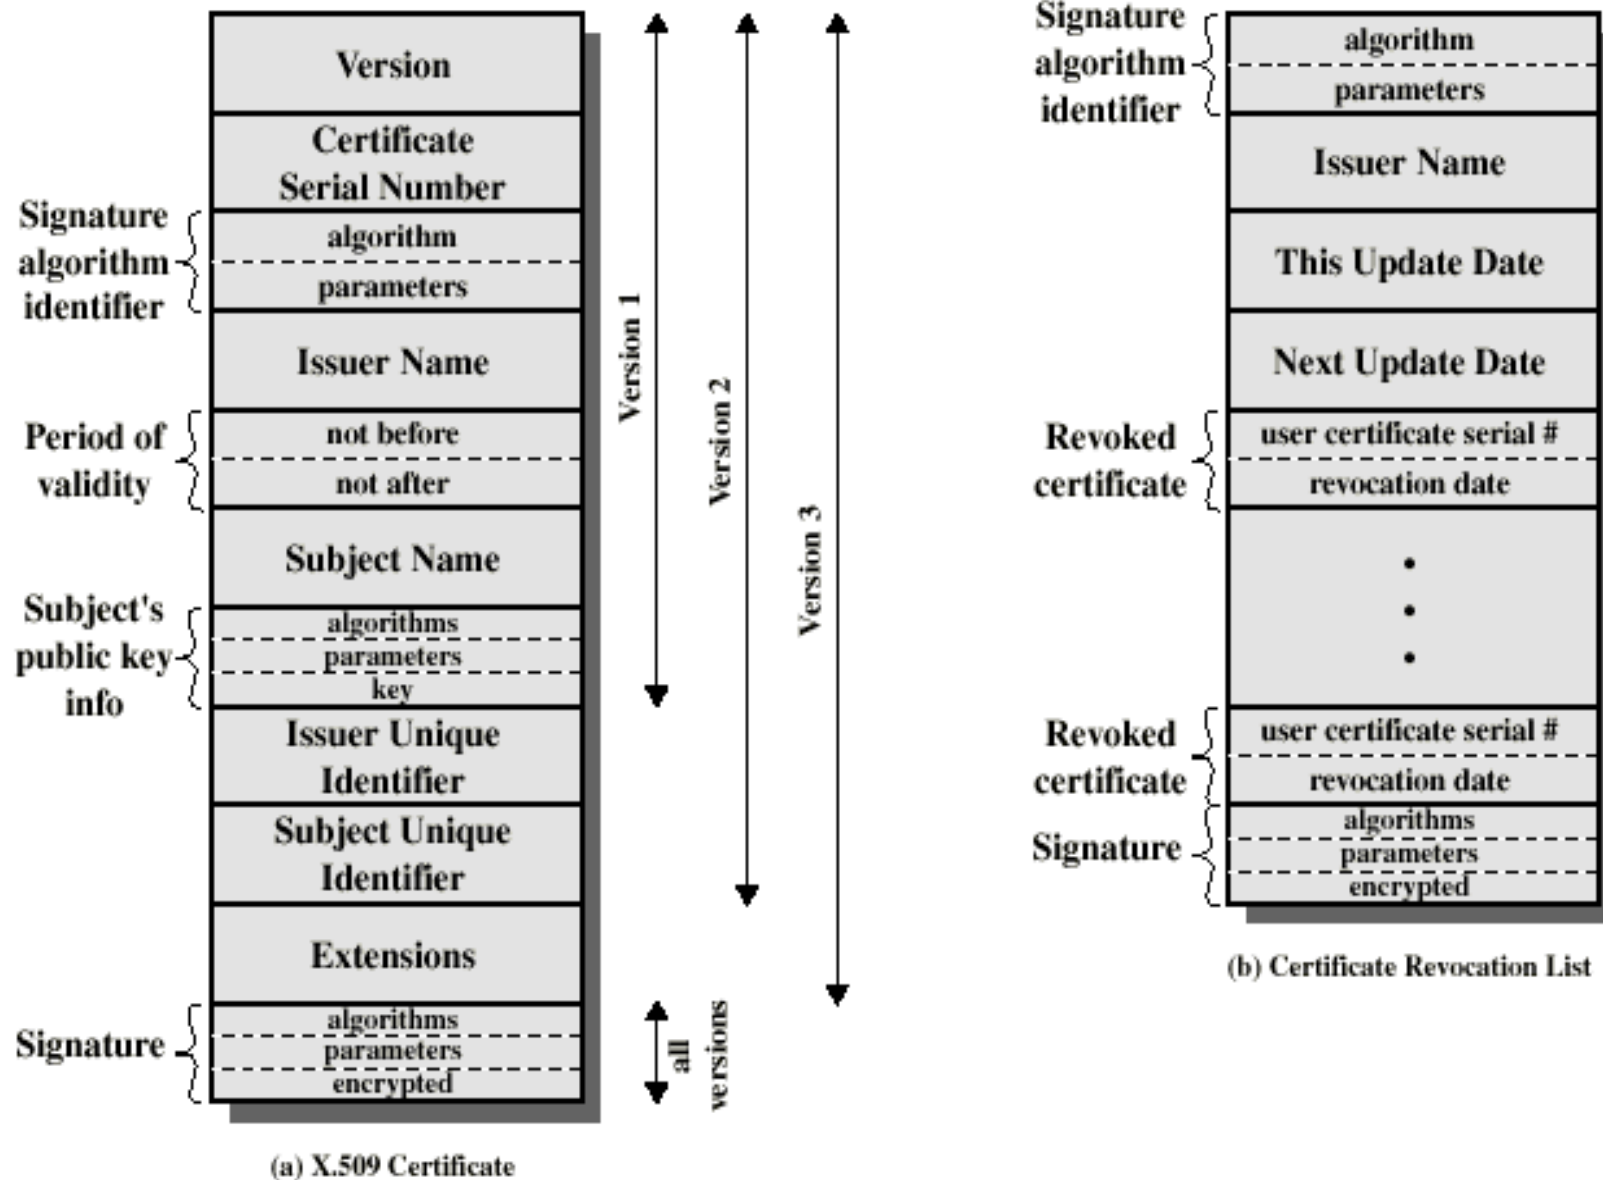 Version
Certificate
Serial Number
Signature
algorithm
identifier
algorithm
parameters
Issuer Name
Period of
validity
not before
not after
Subject Name
Subject's
public key
info
algorithms
parameters
key
Issuer Unique
Identifier
Subject Unique
Identifier
Extensions
Signature
algorithms
parameters
encrypted
Version 1
Version 2
Version 3
all
versions
(a) X.509 Certificate
Signature
algorithm
identifier
algorithm
parameters
Issuer Name
This Update Date
Next Update Date
Revoked
certificate
user certificate serial #
revocation date
Revoked
certificate
user certificate serial #
revocation date
Signature
algorithms
parameters
encrypted
(b) Certificate Revocation List